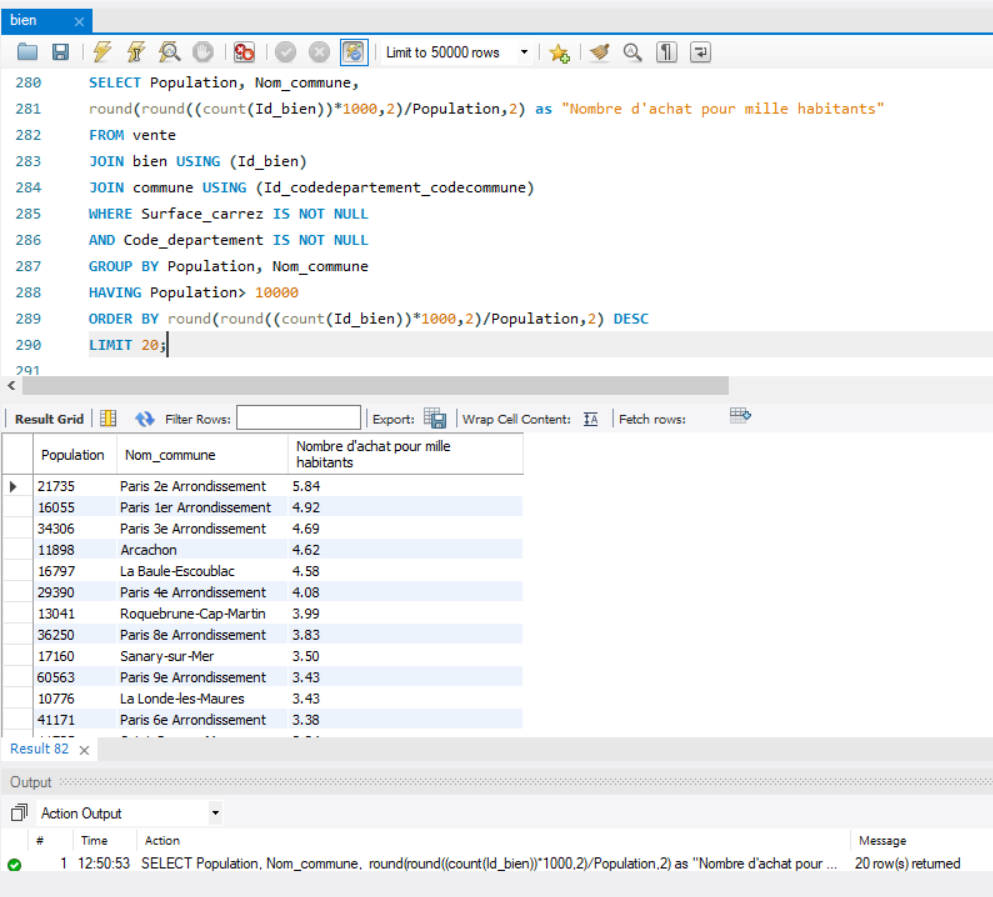 bien ×
Limit to 50000 rows
280 SELECT Population, Nom_commune,
281 round(round((count(Id_bien))*1000,2)/Population,2) as "Nombre d'achat pour mille habitants"
282 FROM vente
283 JOIN bien USING (Id_bien)
284 JOIN commune USING (Id_codedepartement_codecommune)
285 WHERE Surface_carrez IS NOT NULL
286 AND Code_departement IS NOT NULL
287 GROUP BY Population, Nom_commune
288 HAVING Population> 10000
289 ORDER BY round(round((count(Id_bien))*1000,2)/Population,2) DESC
290 LIMIT 20;
291
Result Grid Filter Rows: Export: Wrap Cell Content: Fetch rows:
Population Nom_commune Nombre d'achat pour mille
habitants
21735 Paris 2e Arrondissement 5.84
16055 Paris 1er Arrondissement 4.92
34306 Paris 3e Arrondissement 4.69
11898 Arcachon 4.62
16797 La Baule-Escoublac 4.58
29390 Paris 4e Arrondissement 4.08
13041 Roquebrune-Cap-Martin 3.99
36250 Paris 8e Arrondissement 3.83
17160 Sanary-sur-Mer 3.50
60563 Paris 9e Arrondissement 3.43
10776 La Londe-les-Maures 3.43
41171 Paris 6e Arrondissement 3.38
Result 82 ×
Output
Action Output
# Time Action Message
1 12:50:53 SELECT Population, Nom_commune, round(round((count(Id_bien))*1000,2)/Population,2) as "Nombre d'achat pour ... 20 row(s) returned